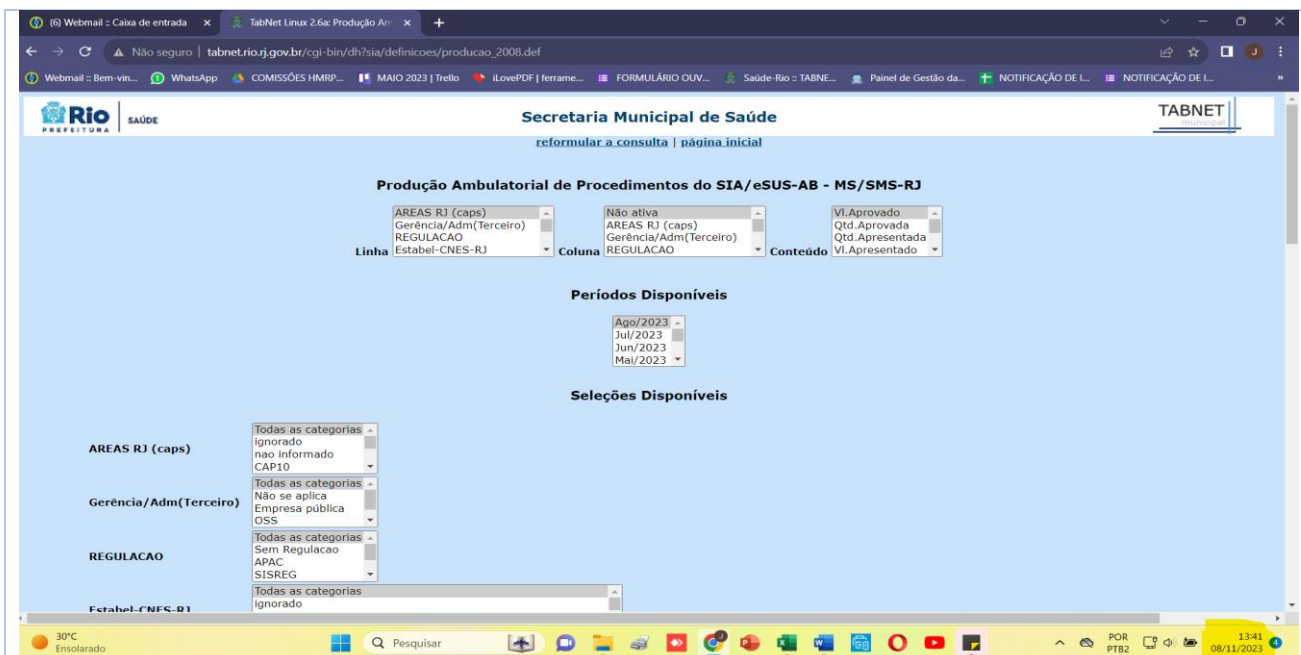 (6) Webmail :: Caixa de entrada
TabNet Linux 2.6a: Produção Am
Não seguro | tabnet.rio.rj.gov.br/cgi-bin/dh?sia/definicoes/producao_2008.def
Webmail :: Bem-vin... WhatsApp COMISSÕES HMRP... MAIO 2023 | Trello iLovePDF | ferrame... FORMULÁRIO OUV... Saúde-Rio :: TABNE... Painel de Gestão da... NOTIFICAÇÃO DE I... NOTIFICAÇÃO DE I...
Rio
PREFEITURA
SAÚDE
Secretaria Municipal de Saúde
TABNET
municipal
reformular a consulta | página inicial
Produção Ambulatorial de Procedimentos do SIA/eSUS-AB - MS/SMS-RJ
Linha
AREAS RJ (caps)
Gerência/Adm(Terceiro)
REGULACAO
Estabel-CNES-RJ
Coluna
Não ativa
AREAS RJ (caps)
Gerência/Adm(Terceiro)
REGULACAO
Conteúdo
Vl.Aprovado
Qtd.Aprovada
Qtd.Apresentada
Vl.Apresentado
Períodos Disponíveis
Ago/2023
Jul/2023
Jun/2023
Mai/2023
Seleções Disponíveis
AREAS RJ (caps)
Todas as categorias
ignorado
nao informado
CAP10
Gerência/Adm(Terceiro)
Todas as categorias
Não se aplica
Empresa pública
OSS
REGULACAO
Todas as categorias
Sem Regulacao
APAC
SISREG
Estabel-CNES-RJ
Todas as categorias
ignorado
30°C
Ensolarado
Pesquisar
POR
PTB2
13:41
08/11/2023
4